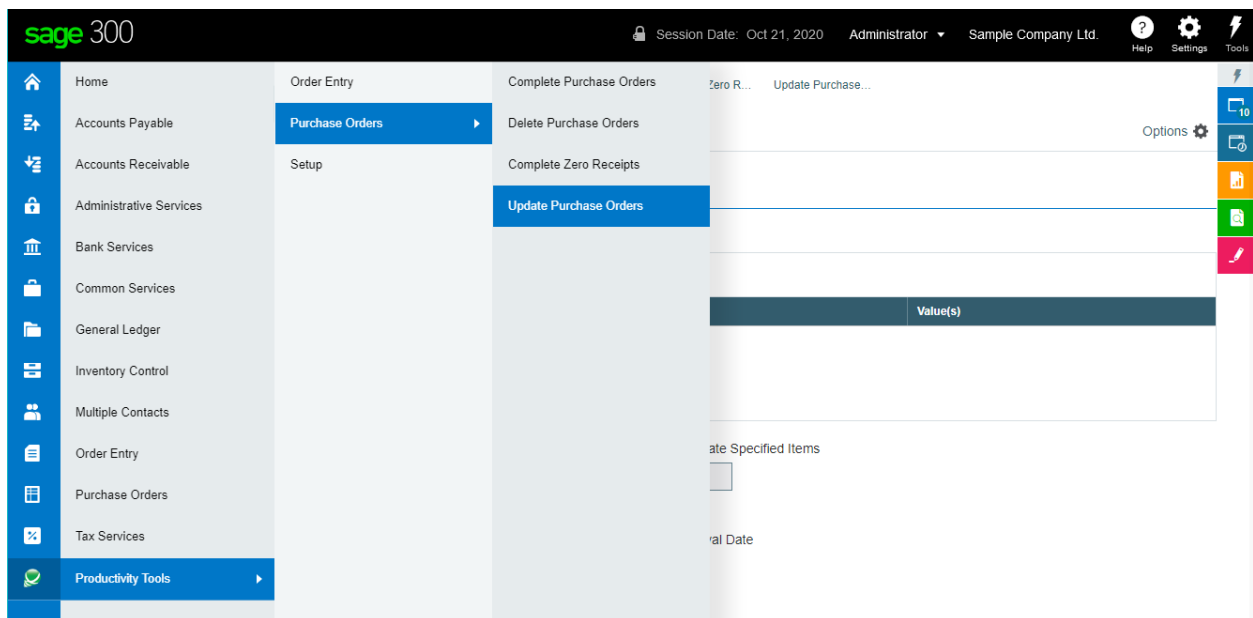 sage 300
Session Date: Oct 21, 2020 Administrator Sample Company Ltd. ? Help Settings Tools
Home Order Entry Complete Purchase Orders Zero R... Update Purchase...
10
Accounts Payable Purchase Orders Delete Purchase Orders Options
Accounts Receivable Setup Complete Zero Receipts
Administrative Services Update Purchase Orders
Bank Services
Common Services
General Ledger Value(s)
Inventory Control
Multiple Contacts
Order Entry ate Specified Items
Purchase Orders
Tax Services val Date
Productivity Tools